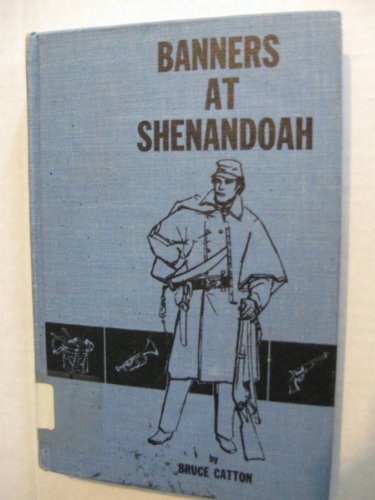 BANNERS
AT
SHENANDOAH
by
BRUCE CATTON